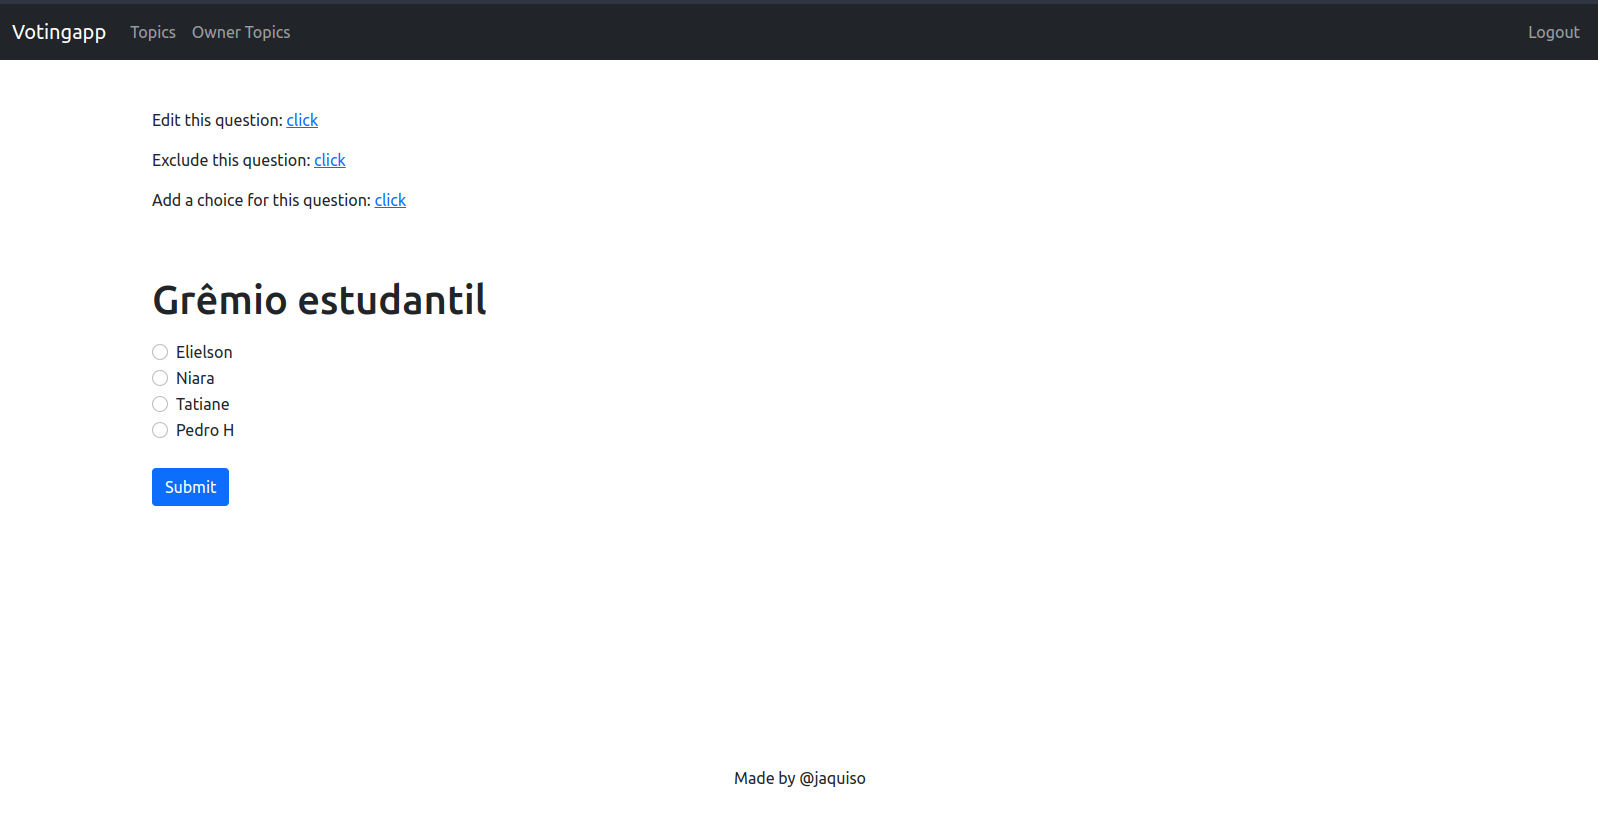 Votingapp Topics Owner Topics Logout
Edit this question: click
Exclude this question: click
Add a choice for this question: click
Grêmio estudantil
Elielson
Niara
Tatiane
Pedro H
Submit
Made by @jaquiso